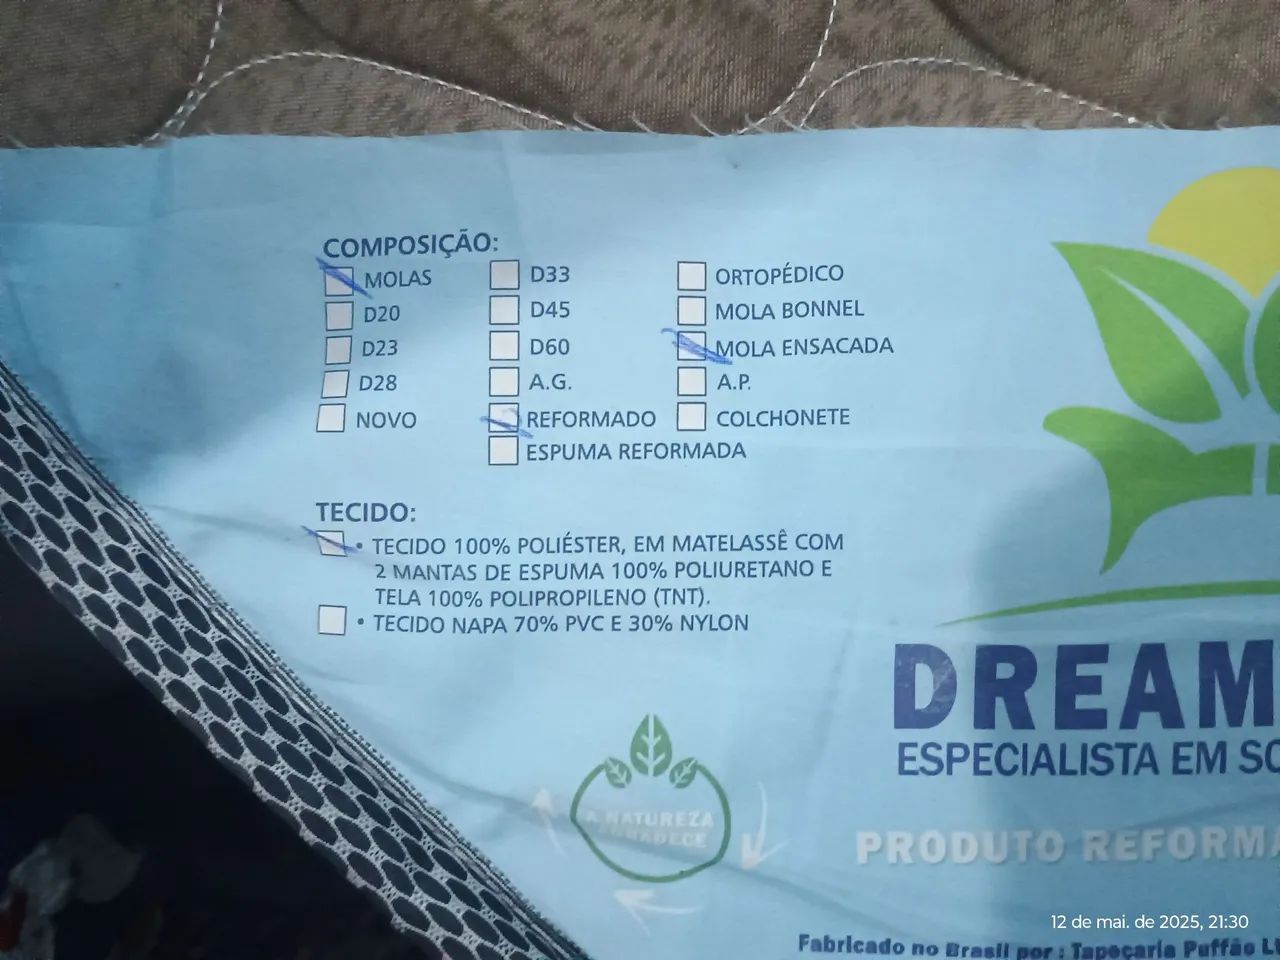 COMPOSIÇÃO:
MOLAS
D20
D23
D28
NOVO
D33
D45
D60
A.G.
REFORMADO
ESPUMA REFORMADA
ORTOPÉDICO
MOLA BONNEL
MOLA ENSACADA
A.P.
COLCHONETE
TECIDO:
• TECIDO 100% POLIÉSTER, EM MATELASSÊ COM
2 MANTAS DE ESPUMA 100% POLIURETANO E
TELA 100% POLIPROPILENO (TNT).
• TECIDO NAPA 70% PVC E 30% NYLON
DREAM
ESPECIALISTA EM SO
A NATUREZA
AGRADECE
PRODUTO REFORMA
12 de mai. de 2025, 21:30
Fabricado no Brasil por : Tapeçaria Puffão L